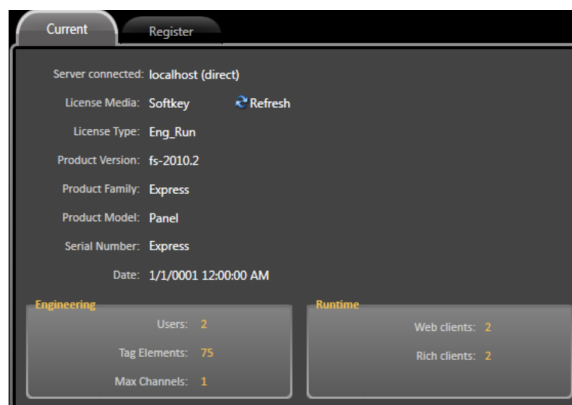 Current Register
Server connected: localhost (direct)
License Media: Softkey Refresh
License Type: Eng_Run
Product Version: fs-2010.2
Product Family: Express
Product Model: Panel
Serial Number: Express
Date: 1/1/0001 12:00:00 AM
Engineering
Users: 2
Tag Elements: 75
Max Channels: 1
Runtime
Web clients: 2
Rich clients: 2